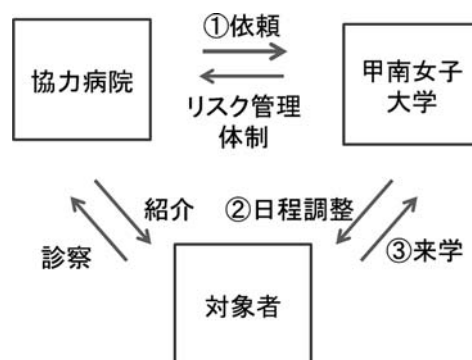 ①依頼
協力病院
甲南女子
大学
リスク管理
体制
紹介
②日程調整
診察
③来学
対象者